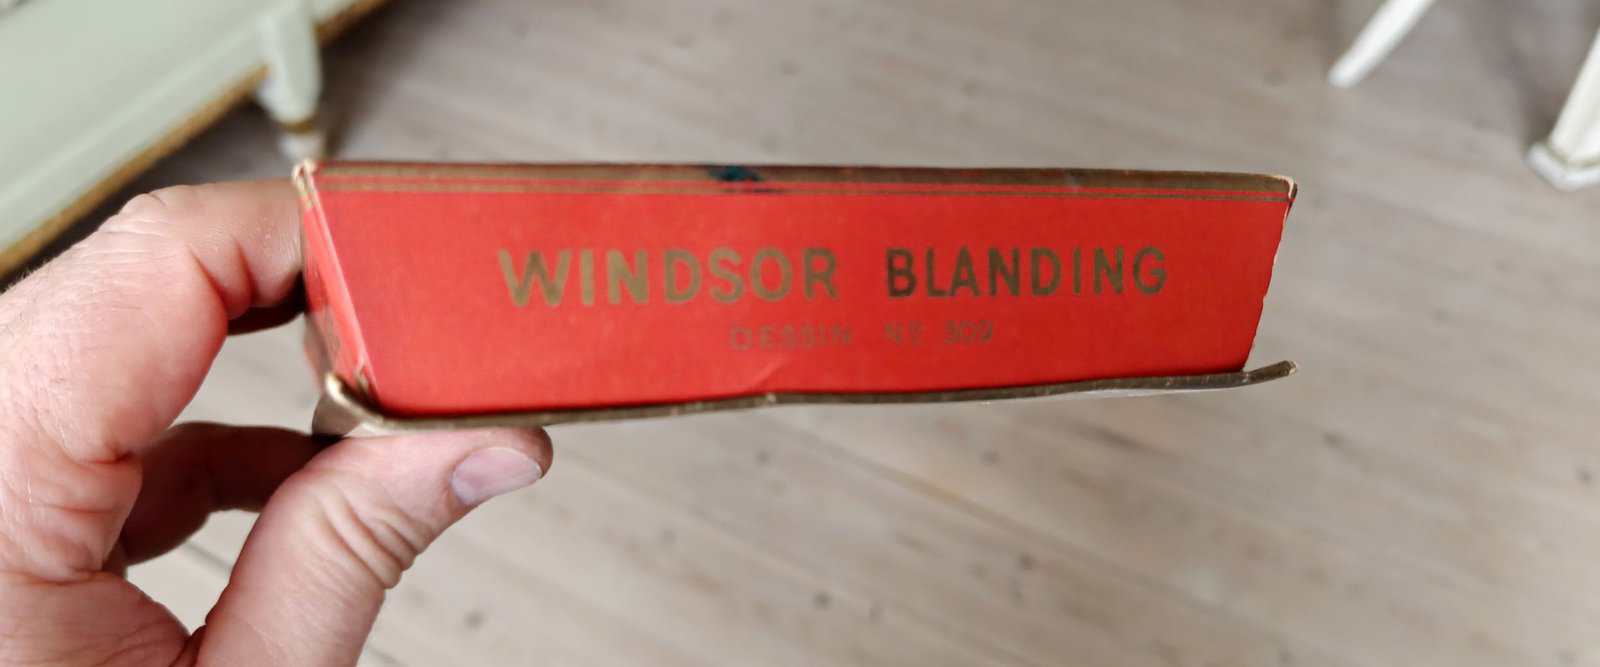 WINDSOR BLANDING
DESSIN Nº 309